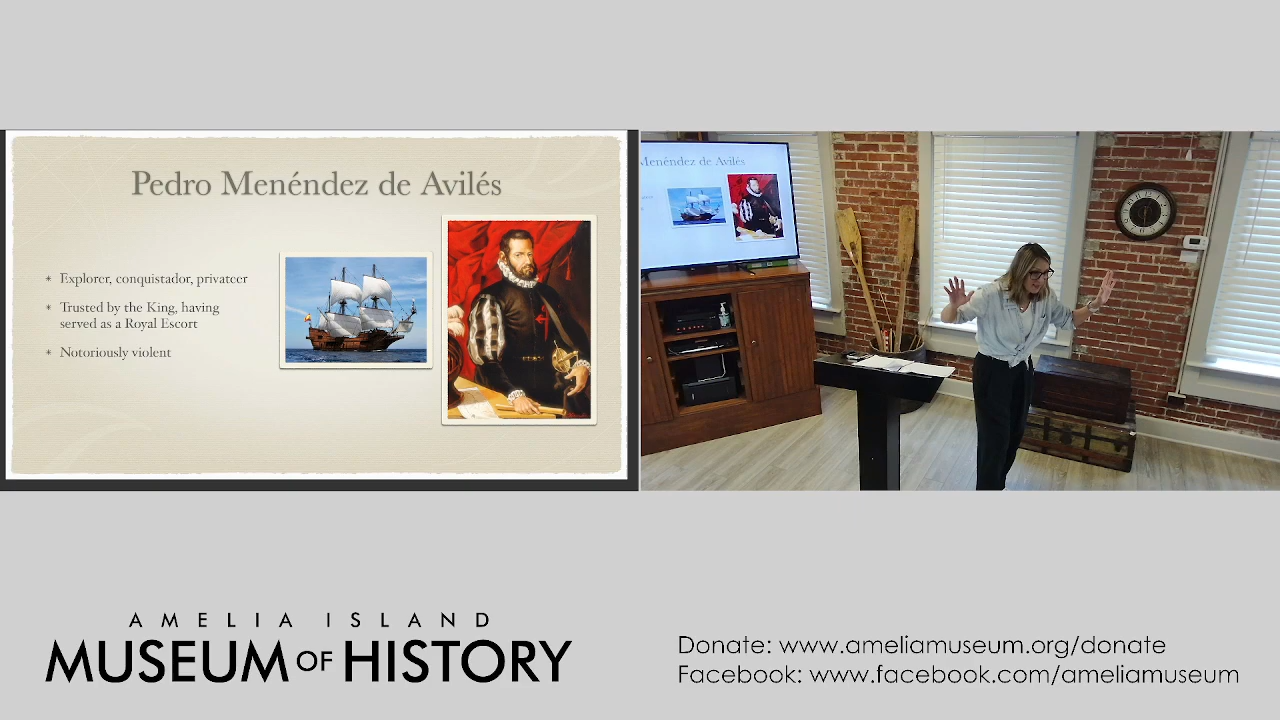 Pedro Menéndez de Avilés
* Explorer, conquistador, privateer
* Trusted by the King, having
served as a Royal Escort
* Notoriously violent
Menéndez de Avilés
AMELIA ISLAND
MUSEUM OF HISTORY
Donate: www.ameliamuseum.org/donate
Facebook: www.facebook.com/ameliamuseum